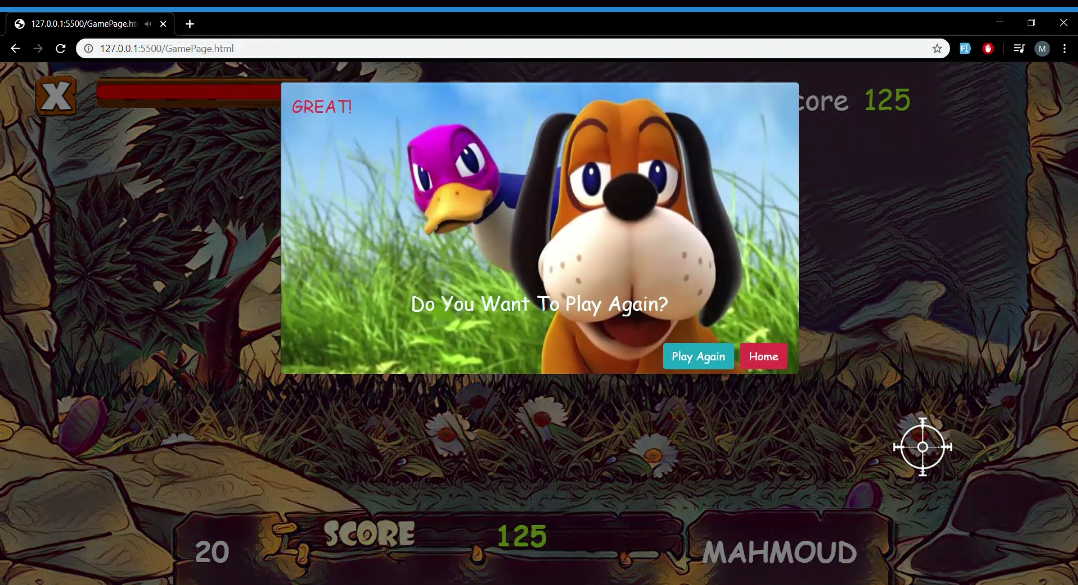 127.0.0.1:5500/GamePage.ht
127.0.0.1:5500/GamePage.html
M
X
GREAT!
core 125
Do You Want To Play Again?
Play Again
Home
20
SCORE
125
MAHMOUD